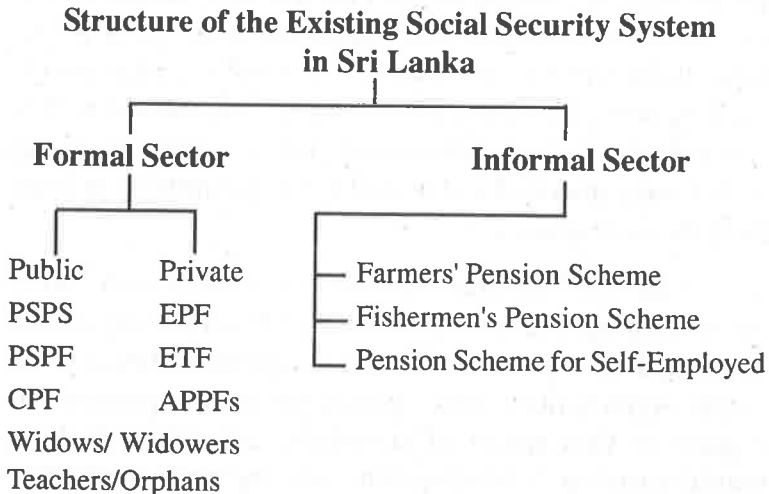 Structure of the Existing Social Security System
in Sri Lanka
Formal Sector
Informal Sector
Public Private
PSPS EPF
PSPF ETF
CPF APPFs
Widows/ Widowers
Teachers/Orphans
Farmers' Pension Scheme
Fishermen's Pension Scheme
Pension Scheme for Self-Employed